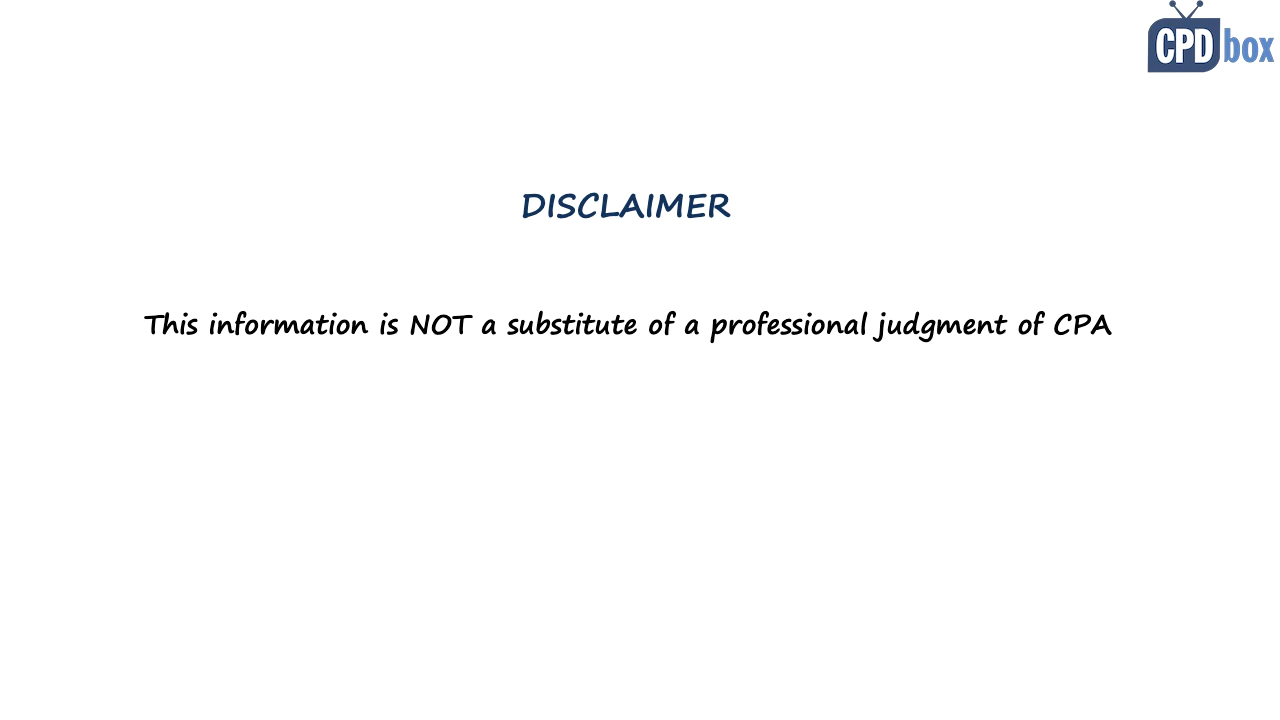 CPD box
DISCLAIMER
This information is NOT a substitute of a professional judgment of CPA